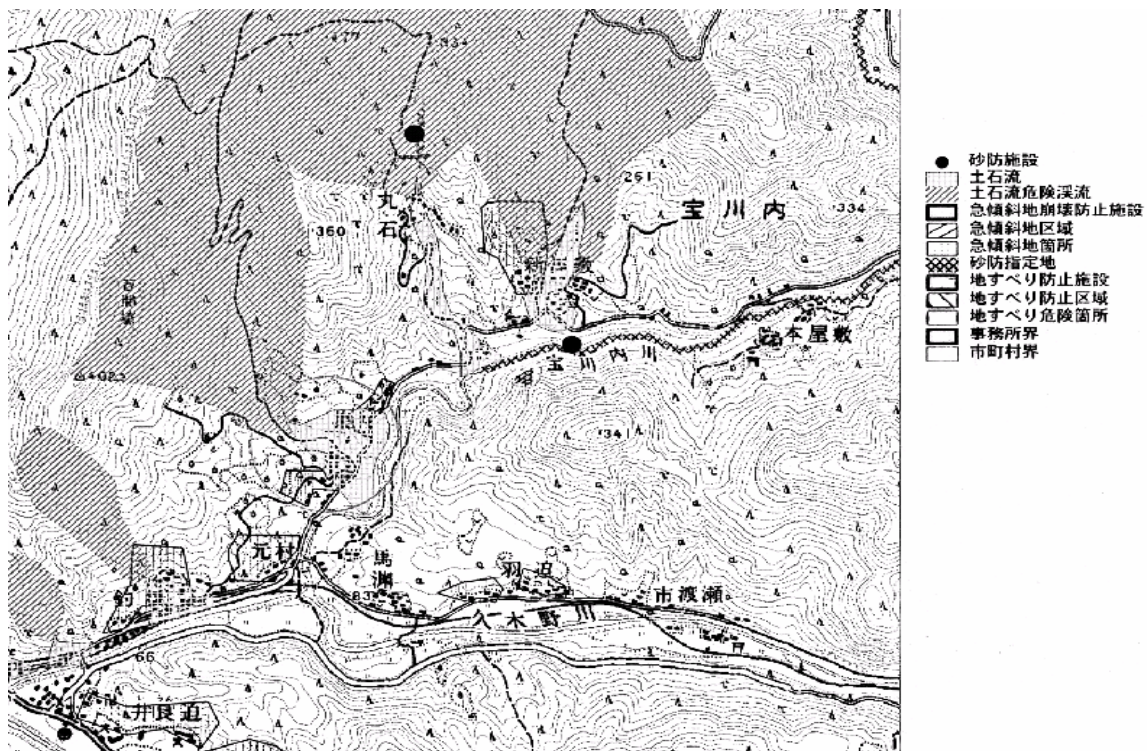 477
334
261
丸石
宝川内
334
360
新敷
本屋敷
宝川内川
402
341
元村
馬瀬
羽迫
市渡瀬
83
久木野川
66
井良迫
砂防施設
土石流
土石流危険渓流
急傾斜地崩壊防止施設
急傾斜地区域
急傾斜地箇所
砂防指定地
地すべり防止施設
地すべり防止区域
地すべり危険箇所
事務所界
市町村界